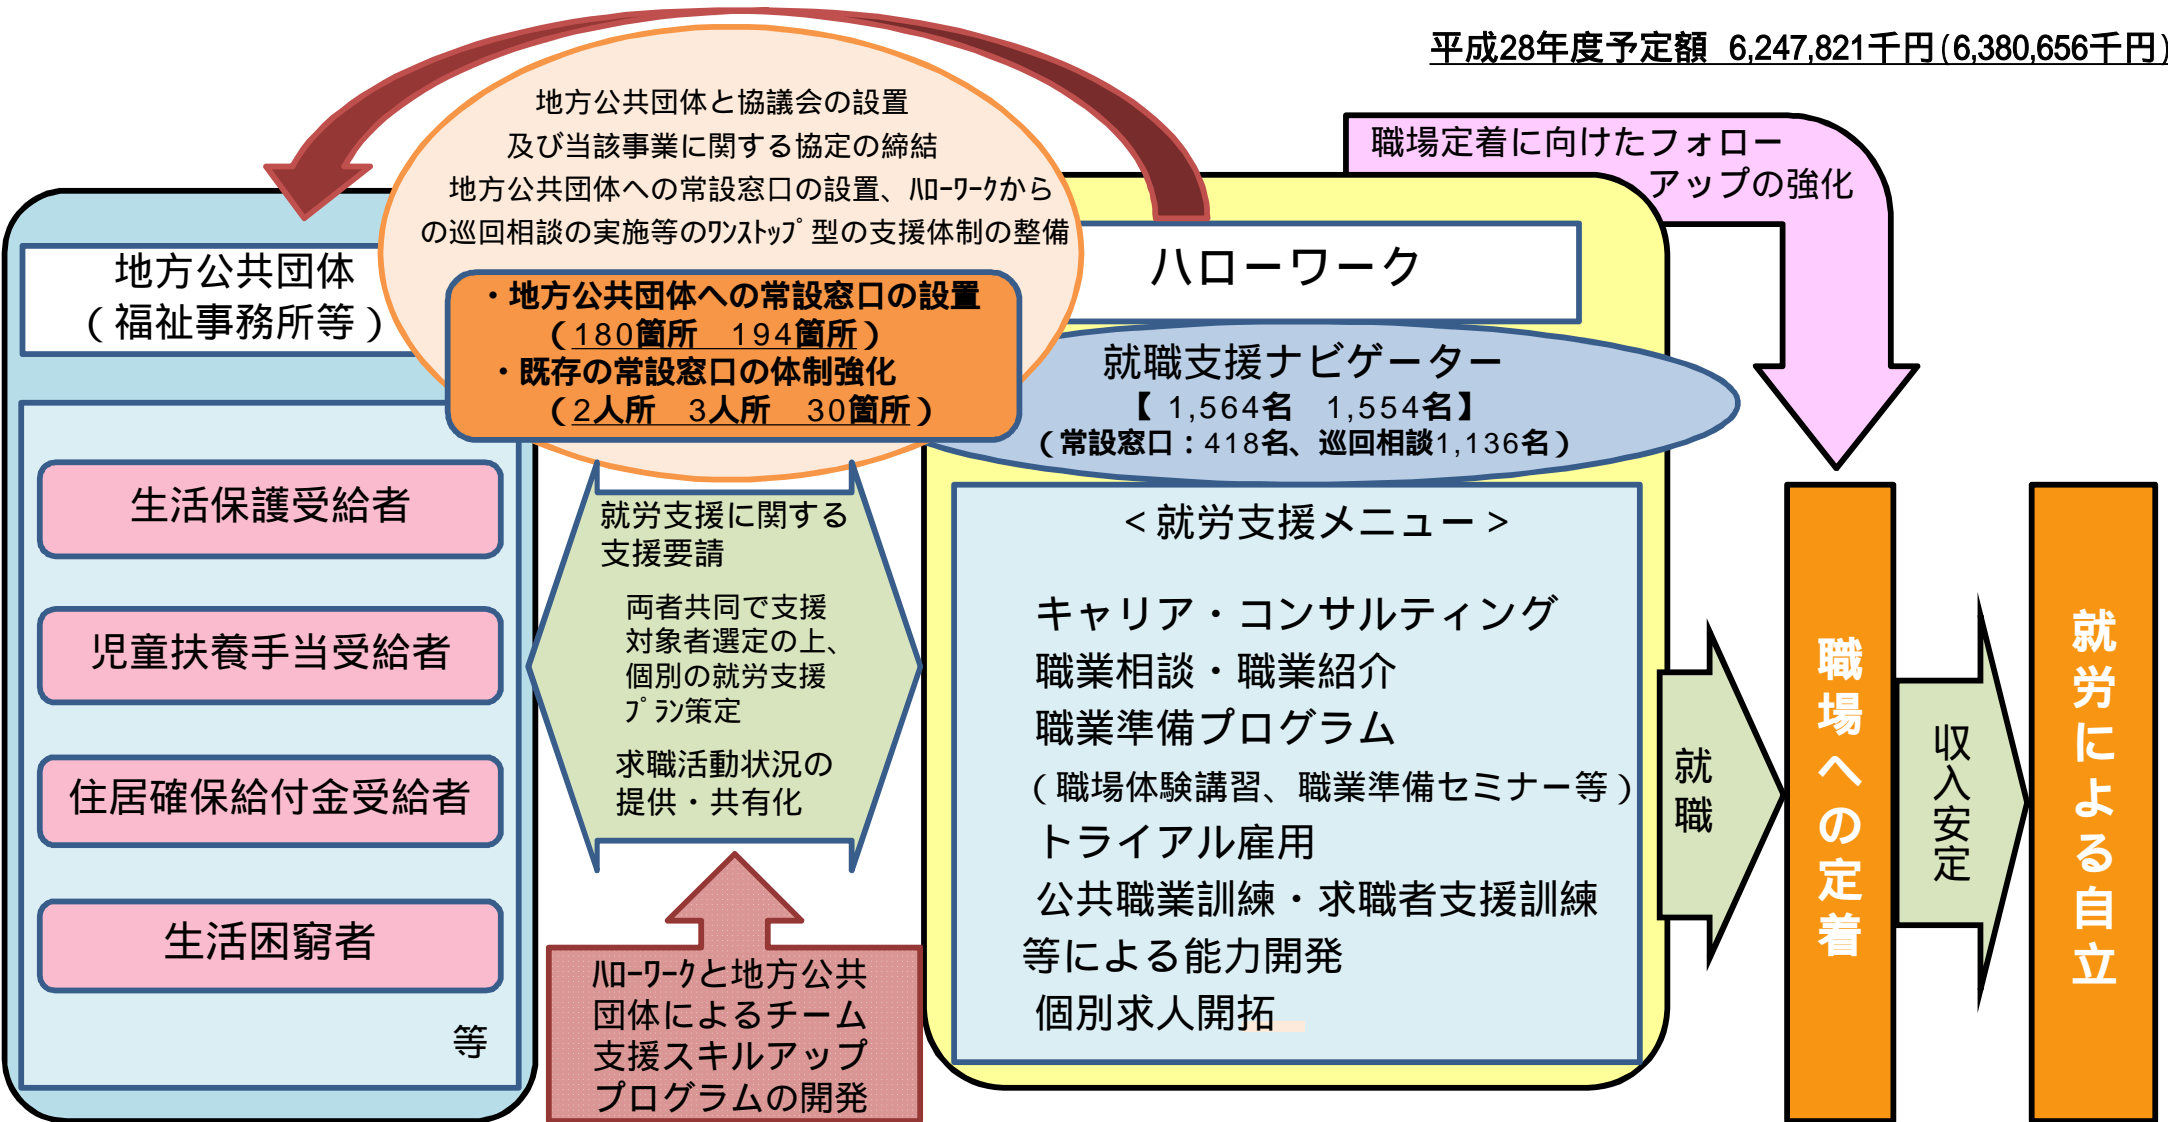 平成28年度予定額 6,247,821千円(6,380,656千円)
地方公共団体と協議会の設置
及び当該事業に関する協定の締結
地方公共団体への常設窓口の設置、ﾊﾛｰﾜｰｸから
の巡回相談の実施等のﾜﾝｽﾄｯﾌﾟ型の支援体制の整備
・地方公共団体への常設窓口の設置
(180箇所 194箇所)
・既存の常設窓口の体制強化
(2人所 3人所 30箇所)
職場定着に向けたフォロー
アップの強化
地方公共団体
(福祉事務所等)
生活保護受給者
児童扶養手当受給者
住居確保給付金受給者
生活困窮者
等
就労支援に関する
支援要請
両者共同で支援
対象者選定の上、
個別の就労支援
ﾌﾟﾗﾝ策定
求職活動状況の
提供・共有化
ﾊﾛｰﾜｰｸと地方公共
団体によるチーム
支援スキルアップ
プログラムの開発
ハローワーク
就職支援ナビゲーター
【 1,564名 1,554名】
(常設窓口:418名、巡回相談1,136名)
<就労支援メニュー>
キャリア・コンサルティング
職業相談・職業紹介
職業準備プログラム
(職場体験講習、職業準備セミナー等)
トライアル雇用
公共職業訓練・求職者支援訓練
等による能力開発
個別求人開拓
就職
職場への定着
収入安定
就労による自立